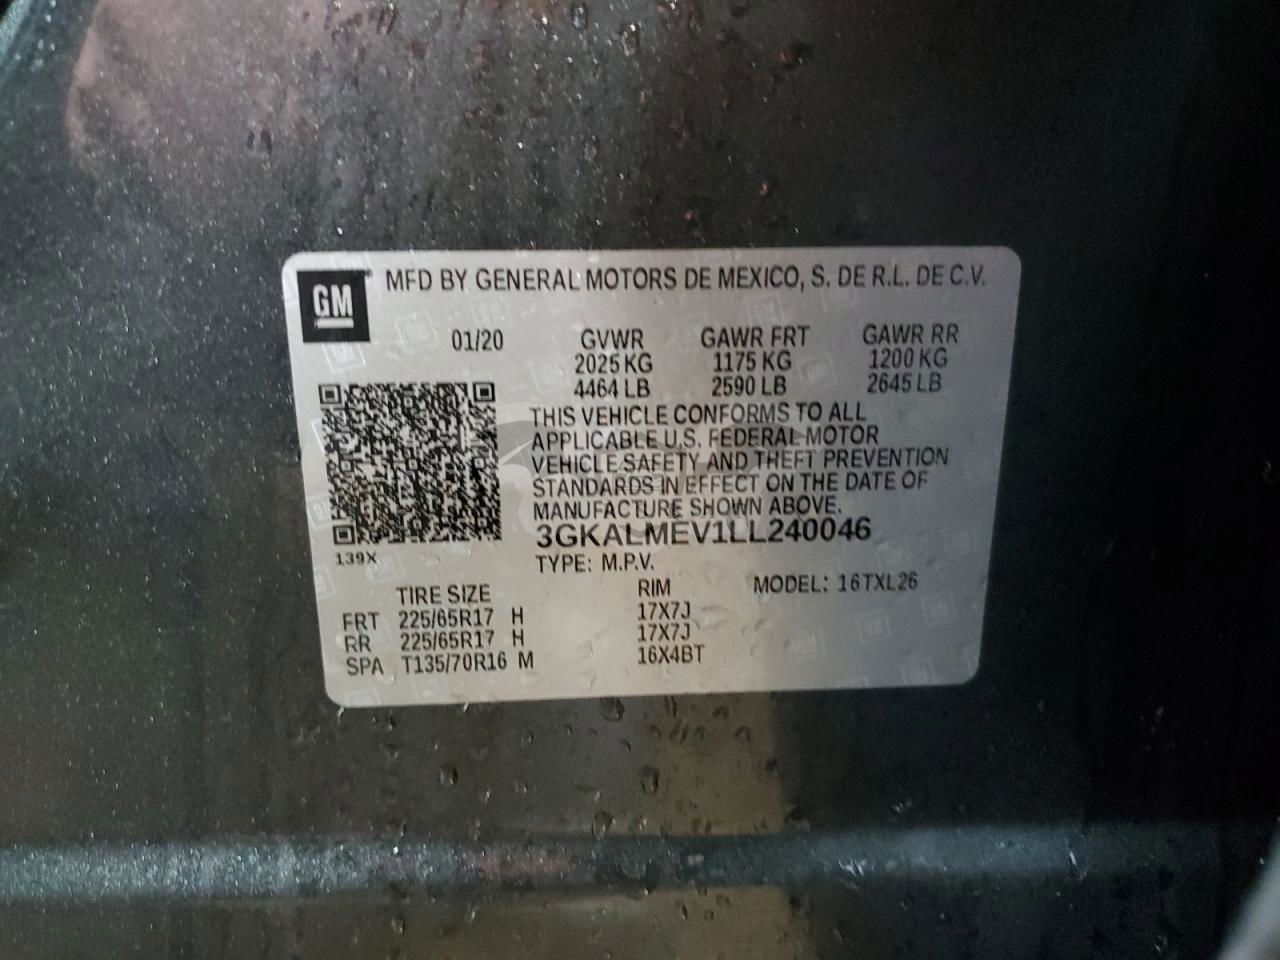 GM
MFD BY GENERAL MOTORS DE MEXICO, S. DE R.L. DE C.V.
01/20 GVWR GAWR FRT GAWR RR
2025 KG 1175 KG 1200 KG
4464 LB 2590 LB 2645 LB
THIS VEHICLE CONFORMS TO ALL
APPLICABLE U.S. FEDERAL MOTOR
VEHICLE SAFETY AND THEFT PREVENTION
STANDARDS IN EFFECT ON THE DATE OF
MANUFACTURE SHOWN ABOVE.
3GKALMEV1LL240046
139X
TYPE: M.P.V.
TIRE SIZE RIM MODEL: 16TXL26
FRT 225/65R17 H 17X7J
RR 225/65R17 H 17X7J
SPA T135/70R16 M 16X4BT